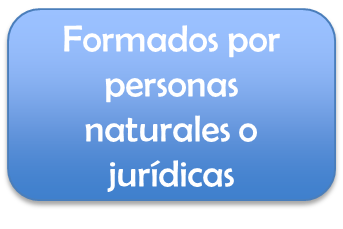 Formados por
personas
naturales o
jurídicas